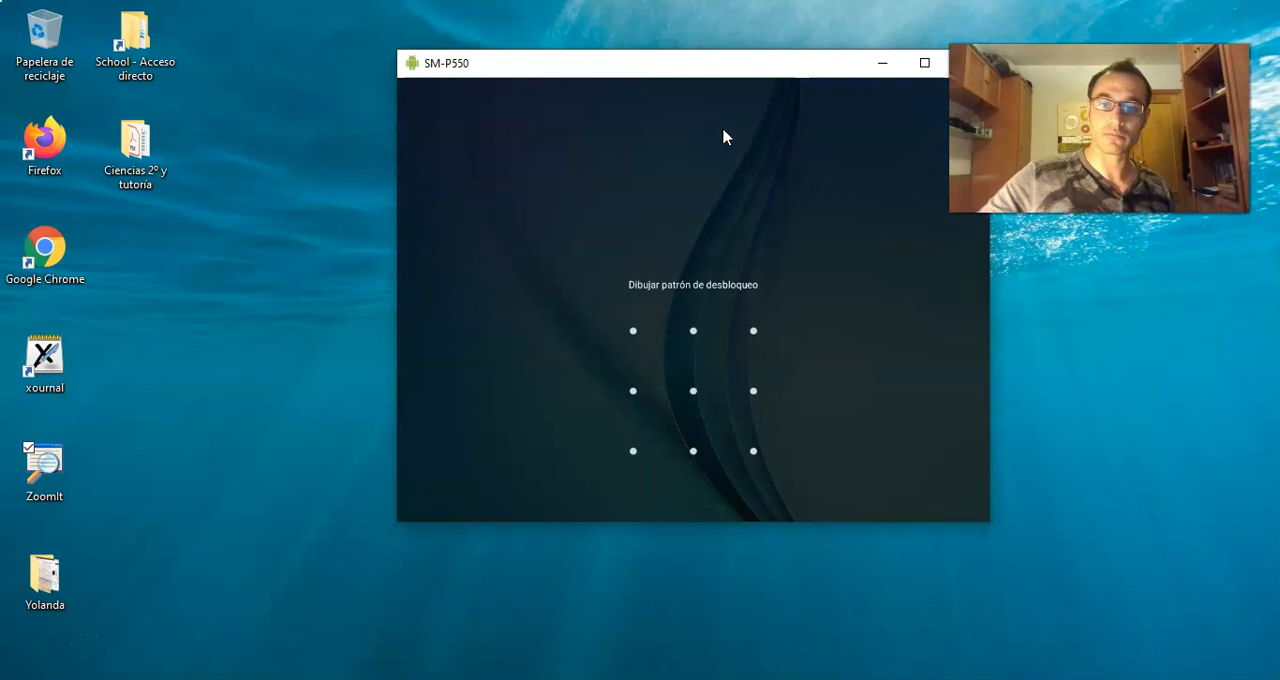 Papelera de
reciclaje
School - Acceso
directo
Firefox
Ciencias 2º y
tutoría
Google Chrome
xournal
ZoomIt
Yolanda
SM-P550
Dibujar patrón de desbloqueo